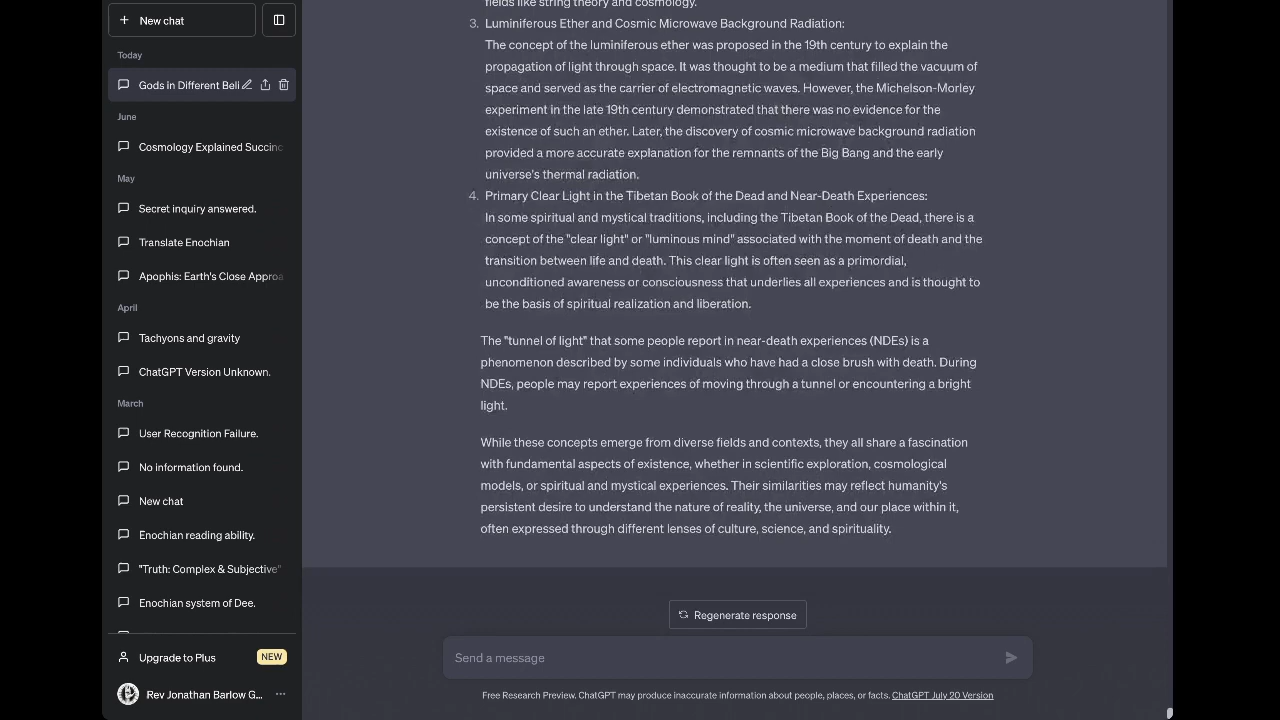 New chat
Today
Gods in Different Beli
June
Cosmology Explained Succinc
May
Secret inquiry answered.
Translate Enochian
Apophis: Earth's Close Approa
April
Tachyons and gravity
ChatGPT Version Unknown.
March
User Recognition Failure.
No information found.
New chat
Enochian reading ability.
"Truth: Complex & Subjective"
Enochian system of Dee.
Upgrade to Plus NEW
Rev Jonathan Barlow G... ...
fields like string theory and cosmology.
3. Luminiferous Ether and Cosmic Microwave Background Radiation:
The concept of the luminiferous ether was proposed in the 19th century to explain the
propagation of light through space. It was thought to be a medium that filled the vacuum of
space and served as the carrier of electromagnetic waves. However, the Michelson-Morley
experiment in the late 19th century demonstrated that there was no evidence for the
existence of such an ether. Later, the discovery of cosmic microwave background radiation
provided a more accurate explanation for the remnants of the Big Bang and the early
universe's thermal radiation.
4. Primary Clear Light in the Tibetan Book of the Dead and Near-Death Experiences:
In some spiritual and mystical traditions, including the Tibetan Book of the Dead, there is a
concept of the "clear light" or "luminous mind" associated with the moment of death and the
transition between life and death. This clear light is often seen as a primordial,
unconditioned awareness or consciousness that underlies all experiences and is thought to
be the basis of spiritual realization and liberation.
The "tunnel of light" that some people report in near-death experiences (NDEs) is a
phenomenon described by some individuals who have had a close brush with death. During
NDEs, people may report experiences of moving through a tunnel or encountering a bright
light.
While these concepts emerge from diverse fields and contexts, they all share a fascination
with fundamental aspects of existence, whether in scientific exploration, cosmological
models, or spiritual and mystical experiences. Their similarities may reflect humanity's
persistent desire to understand the nature of reality, the universe, and our place within it,
often expressed through different lenses of culture, science, and spirituality.
Regenerate response
Send a message
Free Research Preview. ChatGPT may produce inaccurate information about people, places, or facts. ChatGPT July 20 Version